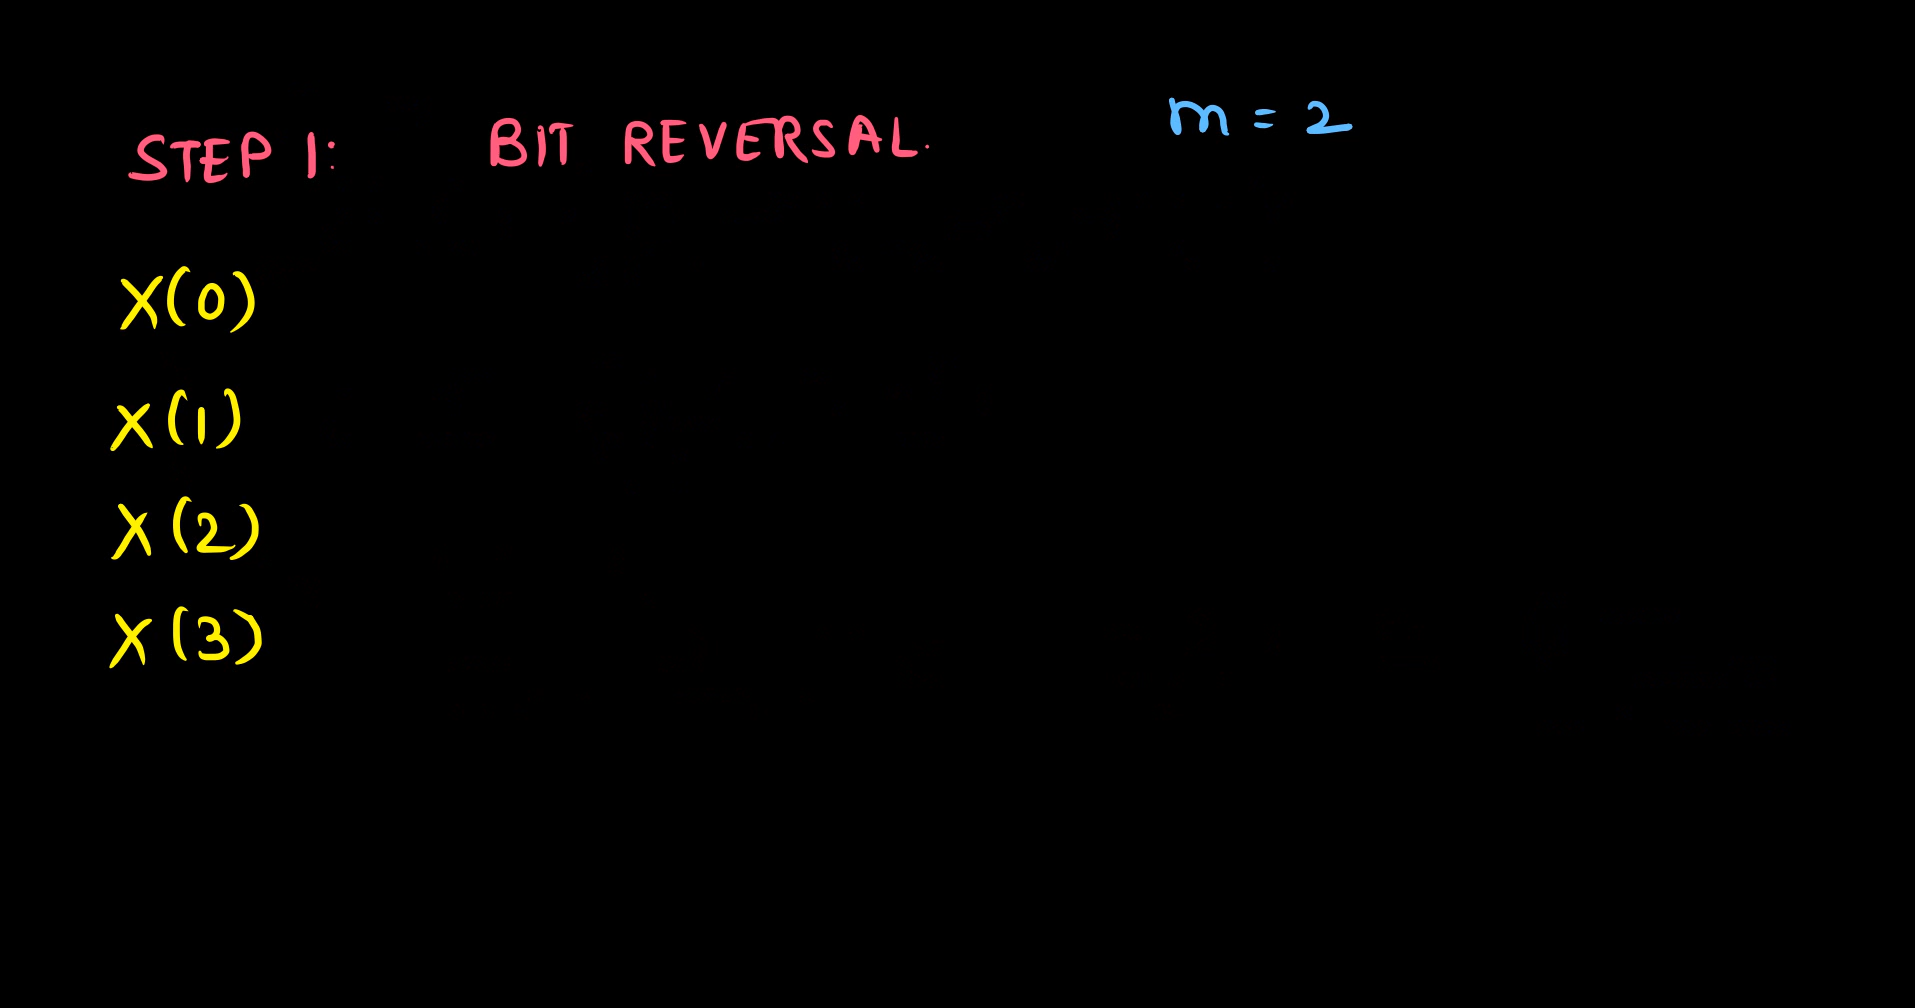 STEP 1: BIT REVERSAL. m = 2
X(0)
X(1)
X(2)
X(3)